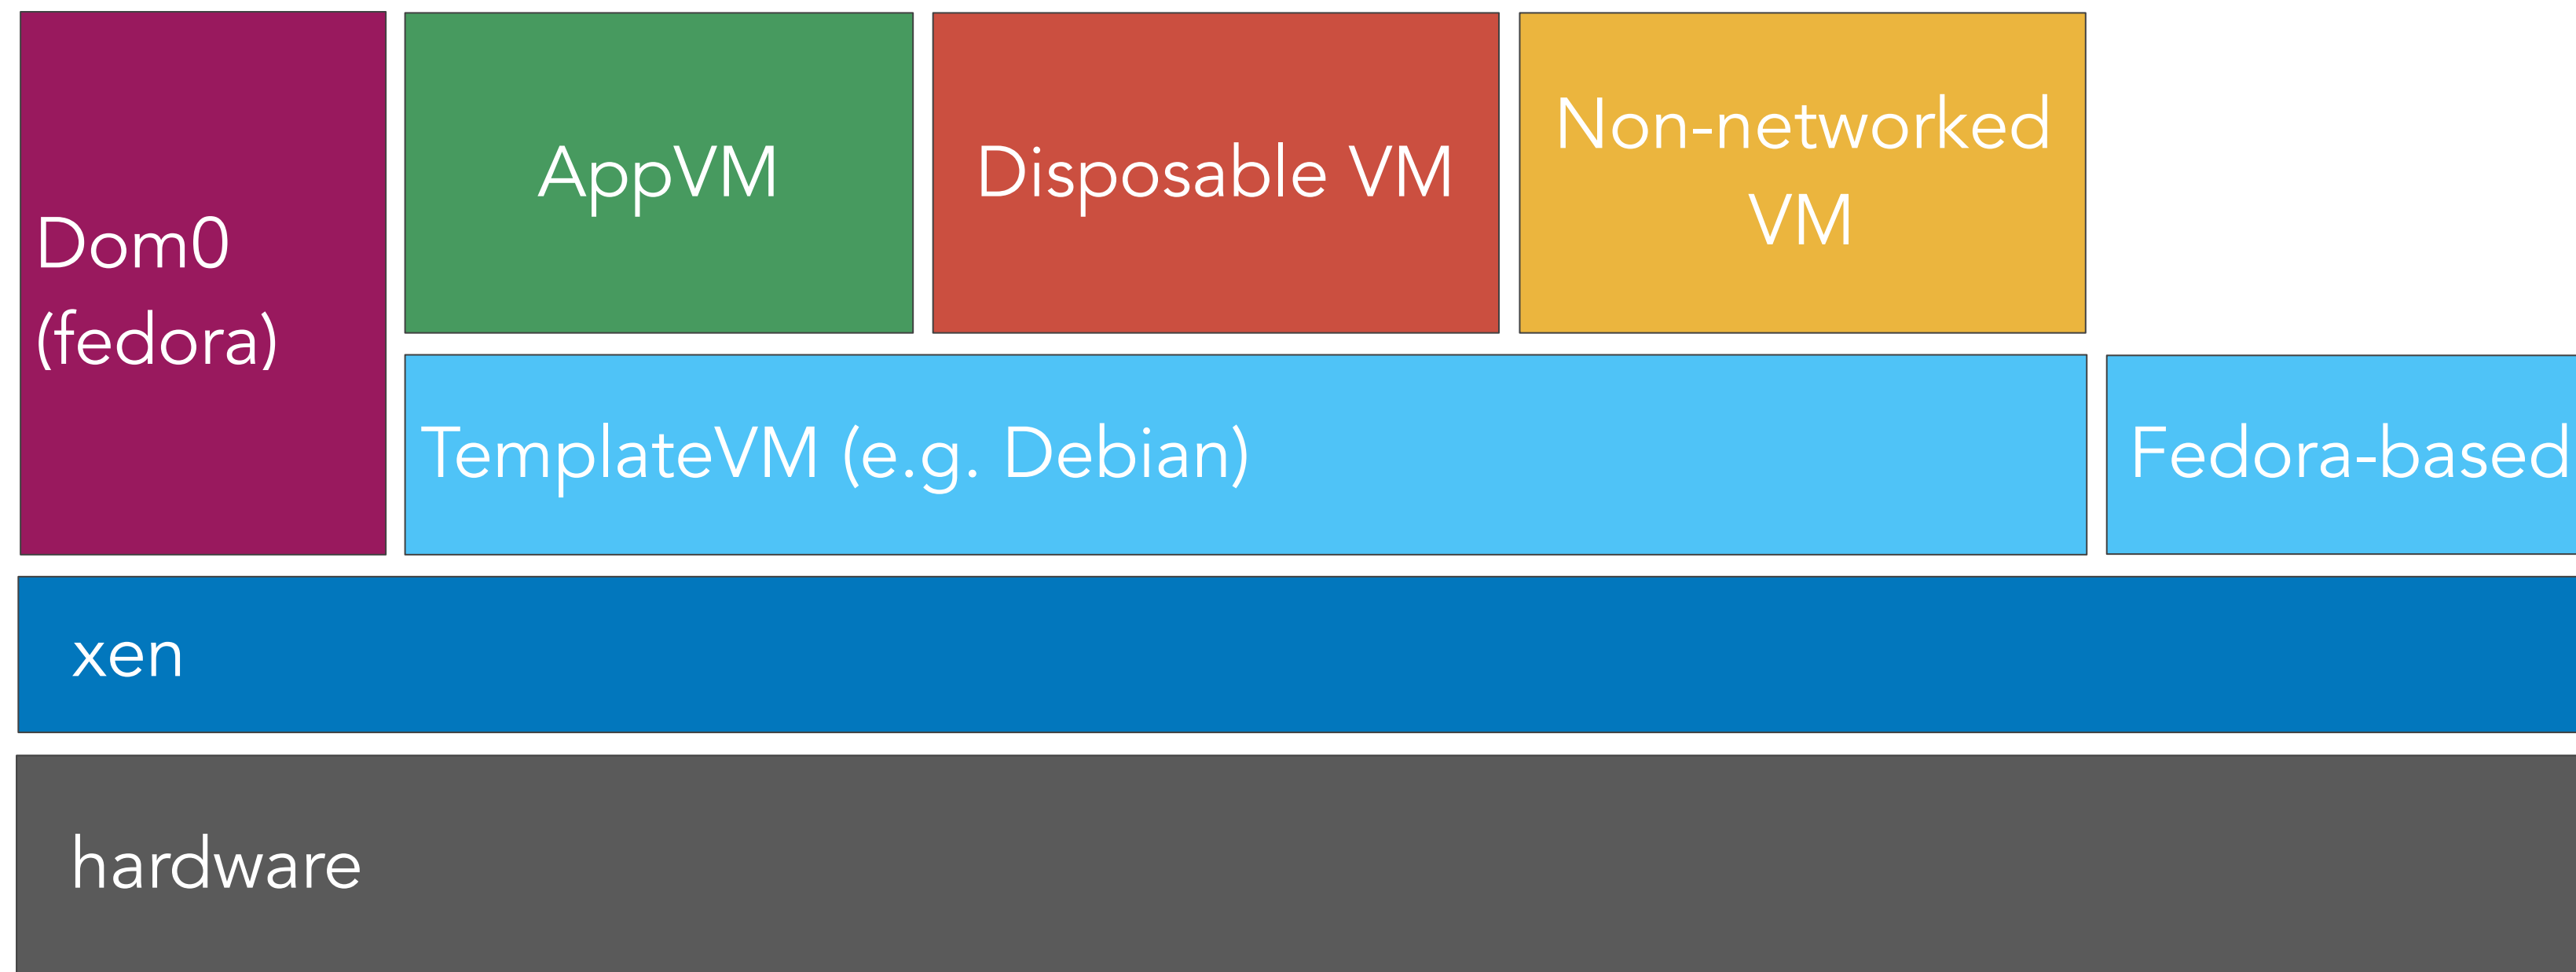 Dom0
(fedora)
AppVM
Disposable VM
Non-networked
VM
TemplateVM (e.g. Debian)
Fedora-based
xen
hardware